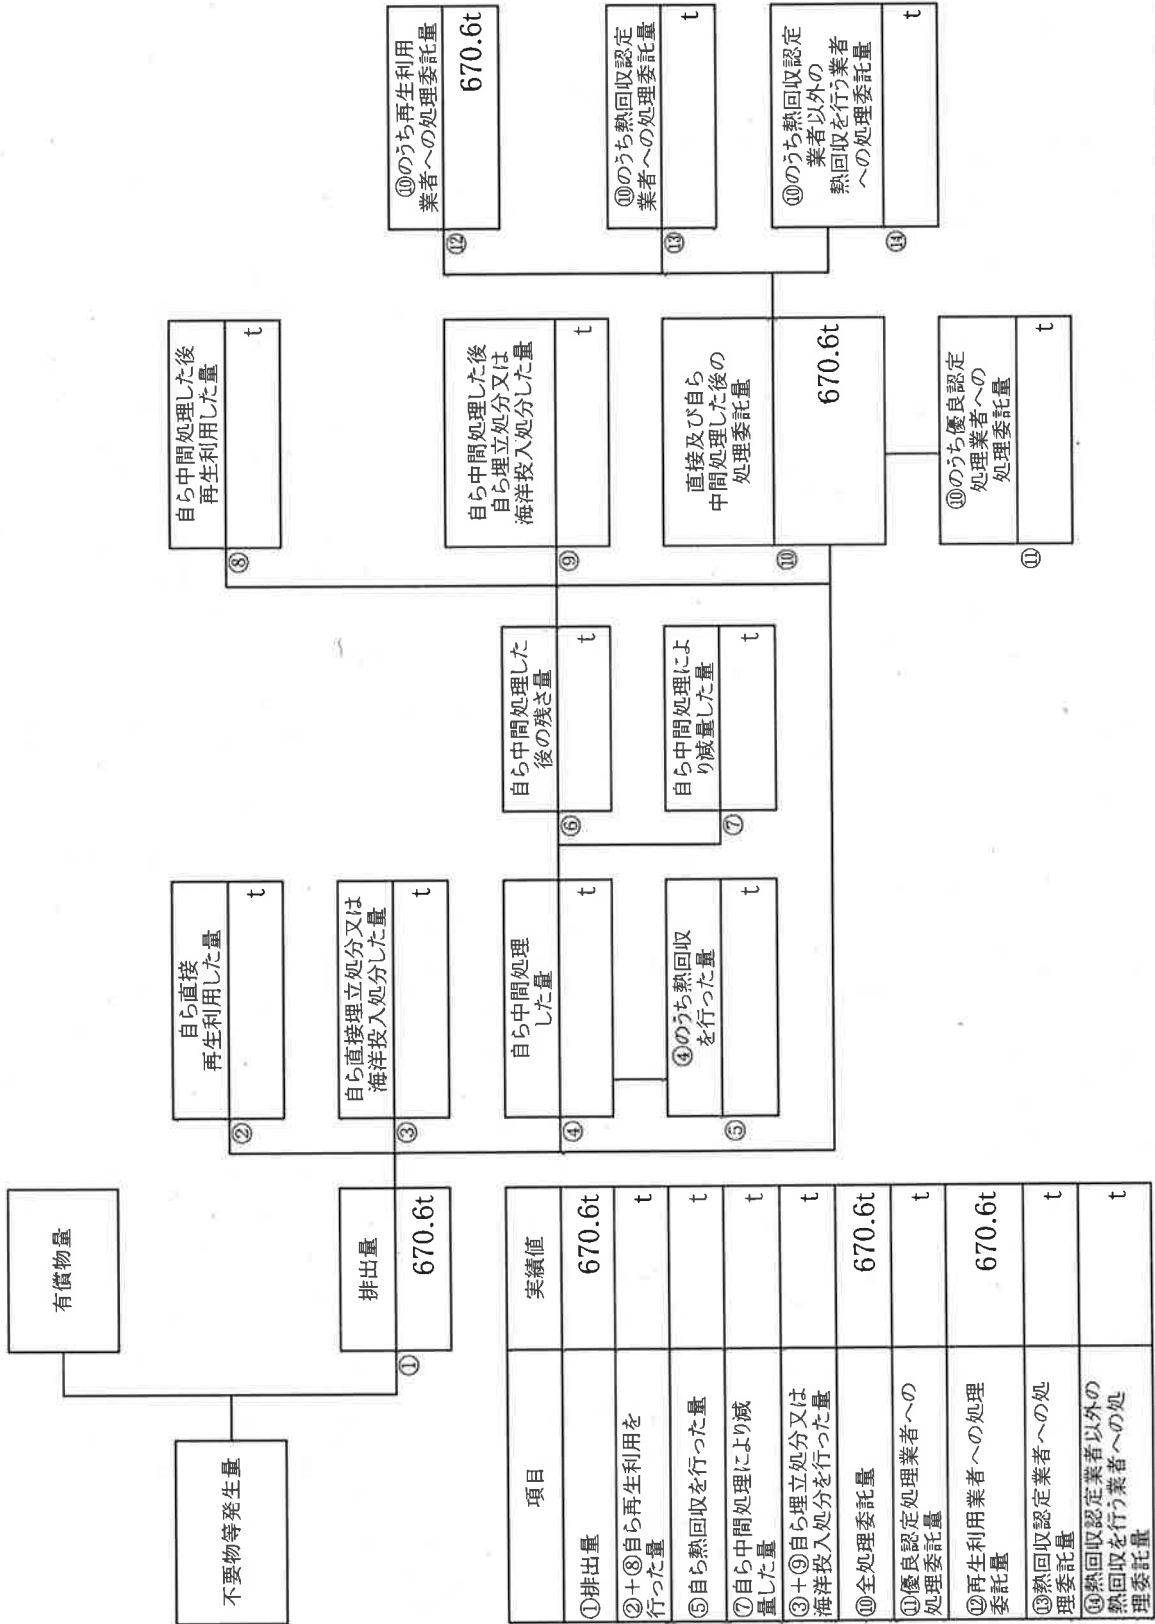 不要物等発生量
有償物量
排出量
①
670.6t
自ら直接
再生利用した量
②
t
自ら直接埋立処分又は
海洋投入処分した量
③
t
自ら中間処理
した量
④
t
④のうち熱回収
を行った量
⑤
t
自ら中間処理した
後の残さ量
⑥
t
自ら中間処理によ
り減量した量
⑦
t
自ら中間処理した後
再生利用した量
⑧
t
自ら中間処理した後
自ら埋立処分又は
海洋投入処分した量
⑨
t
直接及び自ら
中間処理した後の
処理委託量
⑩
670.6t
⑩のうち優良認定
処理業者への
処理委託量
⑪
t
⑩のうち再生利用
業者への処理委託量
⑫
670.6t
⑩のうち熱回収認定
業者への処理委託量
⑬
t
⑩のうち熱回収認定
業者以外の
熱回収を行う業者
への処理委託量
⑭
t
項目 実績値
①排出量 670.6t
②+⑧自ら再生利用を
行った量 t
⑤自ら熱回収を行った量 t
⑦自ら中間処理により減
量した量 t
③+⑨自ら埋立処分又は
海洋投入処分を行った量 t
⑩全処理委託量 670.6t
⑪優良認定処理業者への
処理委託量 t
⑫再生利用業者への処理
委託量 670.6t
⑬熱回収認定業者への処
理委託量 t
⑭熱回収認定業者以外の
熱回収を行う業者への処
理委託量 t